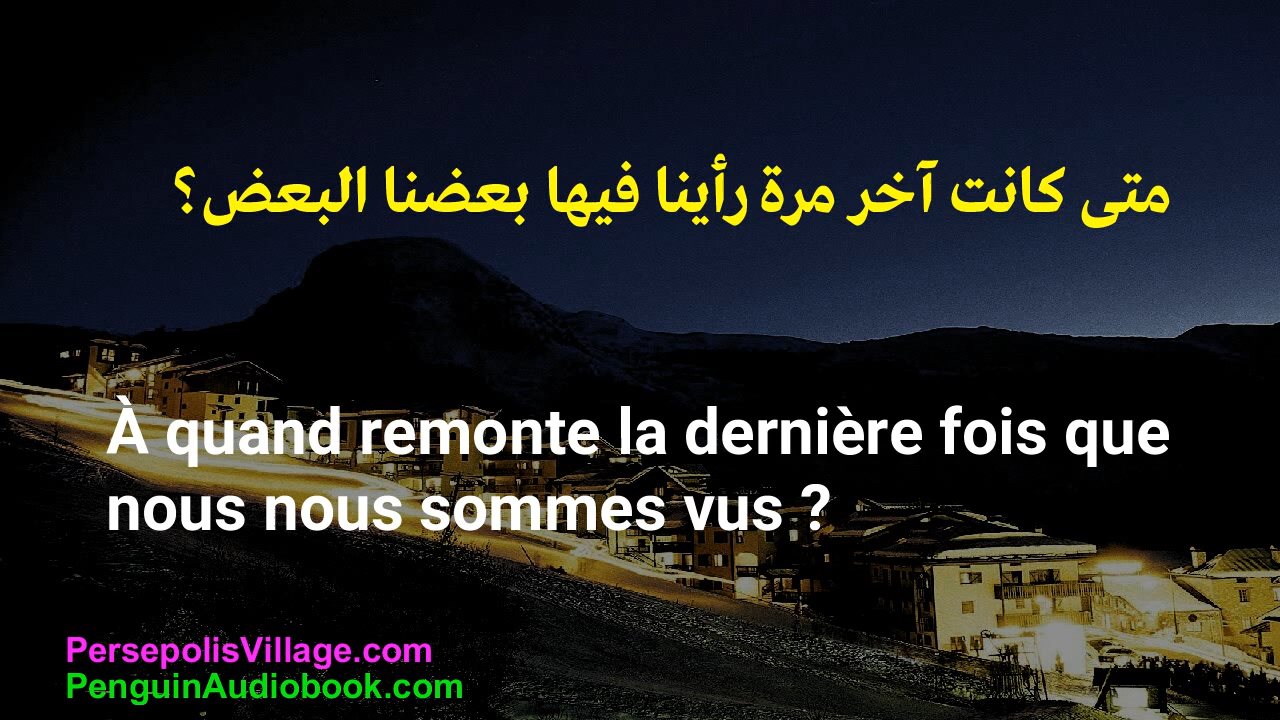 متى كانت آخر مرة رأينا فيها بعضنا البعض؟
À quand remonte la dernière fois que
nous nous sommes vus ?
PersepolisVillage.com
PenguinAudiobook.com